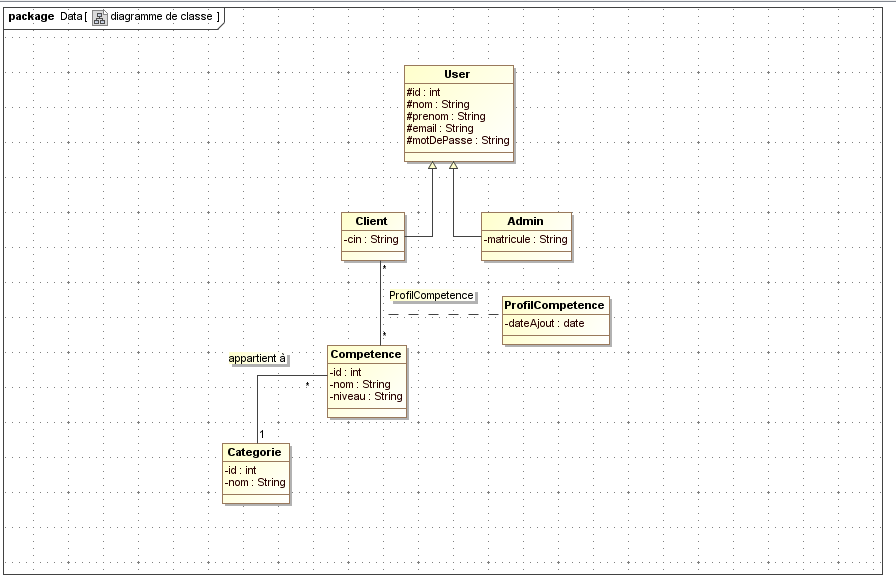 package Data [ diagramme de classe ]
User
#id : int
#nom : String
#prenom : String
#email : String
#motDePasse : String
Client
-cin : String
Admin
-matricule : String
*
ProfilCompetence
ProfilCompetence
-dateAjout : date
*
Competence
-id : int
-nom : String
-niveau : String
appartient à
*
1
Categorie
-id : int
-nom : String